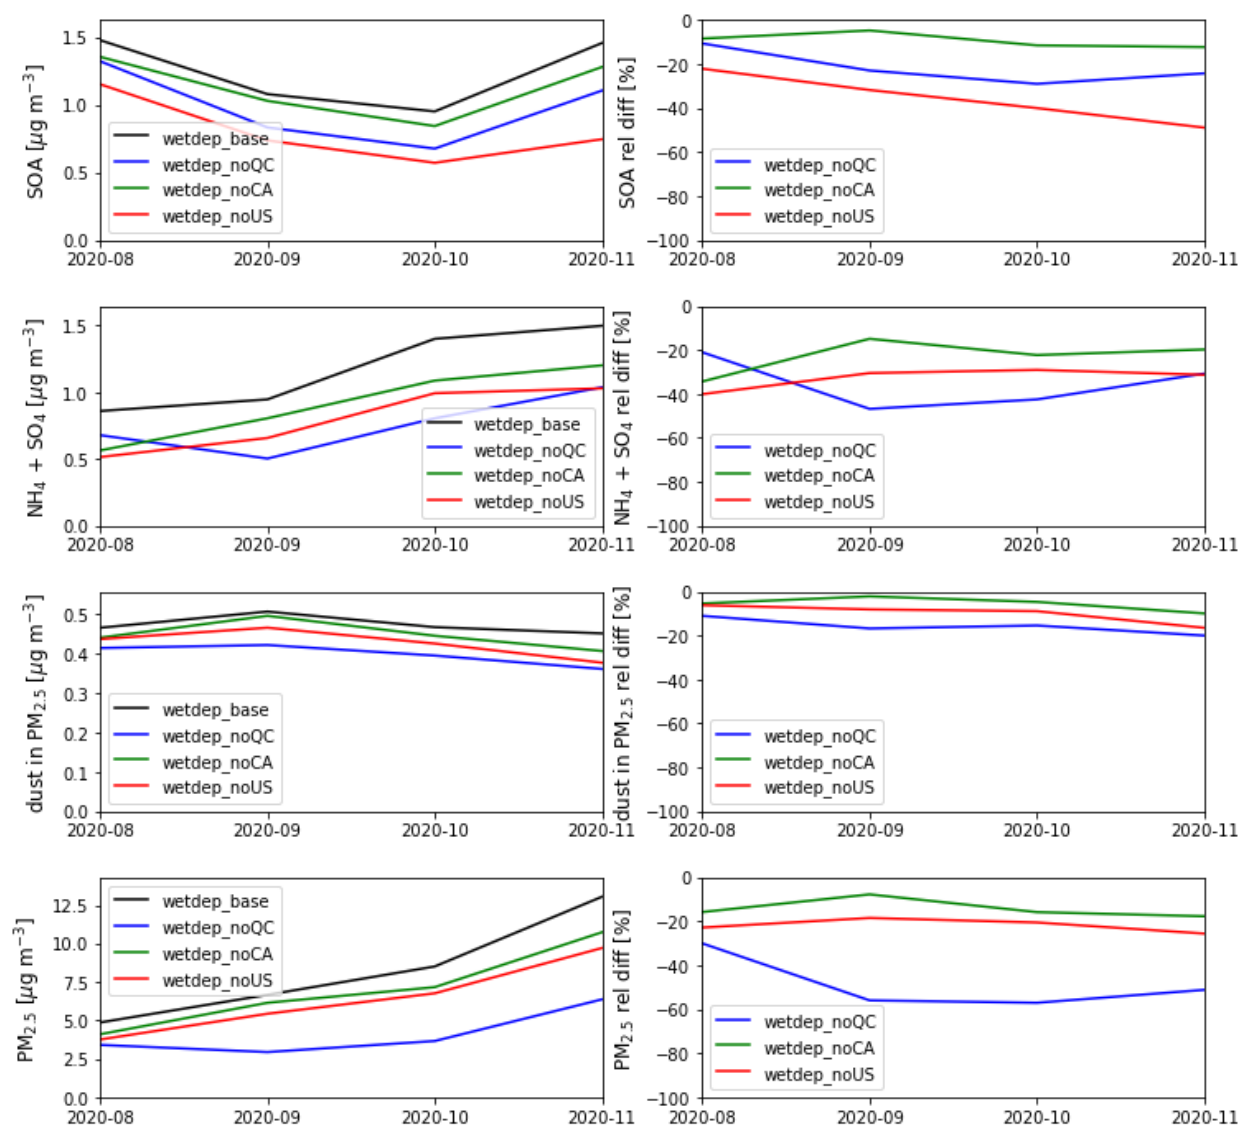 SOA [μg m⁻³]
1.5
1.0
0.5
0.0
wetdep_base
wetdep_noQC
wetdep_noCA
wetdep_noUS
2020-08 2020-09 2020-10 2020-11
SOA rel diff [%]
0
−20
−40
−60
−80
−100
wetdep_noQC
wetdep_noCA
wetdep_noUS
2020-08 2020-09 2020-10 2020-11
NH₄ + SO₄ [μg m⁻³]
1.5
1.0
0.5
0.0
wetdep_base
wetdep_noQC
wetdep_noCA
wetdep_noUS
2020-08 2020-09 2020-10 2020-11
NH₄ + SO₄ rel diff [%]
0
−20
−40
−60
−80
−100
wetdep_noQC
wetdep_noCA
wetdep_noUS
2020-08 2020-09 2020-10 2020-11
dust in PM₂.₅ [μg m⁻³]
0.5
0.4
0.3
0.2
0.1
0.0
wetdep_base
wetdep_noQC
wetdep_noCA
wetdep_noUS
2020-08 2020-09 2020-10 2020-11
dust in PM₂.₅ rel diff [%]
0
−20
−40
−60
−80
−100
wetdep_noQC
wetdep_noCA
wetdep_noUS
2020-08 2020-09 2020-10 2020-11
PM₂.₅ [μg m⁻³]
12.5
10.0
7.5
5.0
2.5
0.0
wetdep_base
wetdep_noQC
wetdep_noCA
wetdep_noUS
2020-08 2020-09 2020-10 2020-11
PM₂.₅ rel diff [%]
0
−20
−40
−60
−80
−100
wetdep_noQC
wetdep_noCA
wetdep_noUS
2020-08 2020-09 2020-10 2020-11